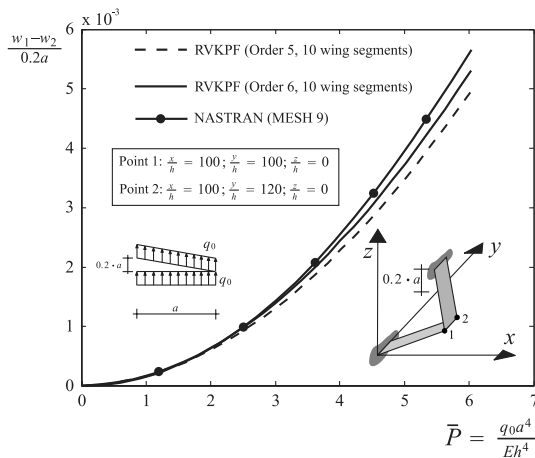 6 × 10⁻³
w₁−w₂
0.2a
RVKPF (Order 5, 10 wing segments)
RVKPF (Order 6, 10 wing segments)
NASTRAN (MESH 9)
Point 1: x/h = 100; y/h = 100; z/h = 0
Point 2: x/h = 100; y/h = 120; z/h = 0
5
4
3
2
1
0
q₀
0.2 · a
q₀
a
z
y
0.2 · a
2
1
x
0 1 2 3 4 5 6 7
P̄ = q₀a⁴/Eh⁴